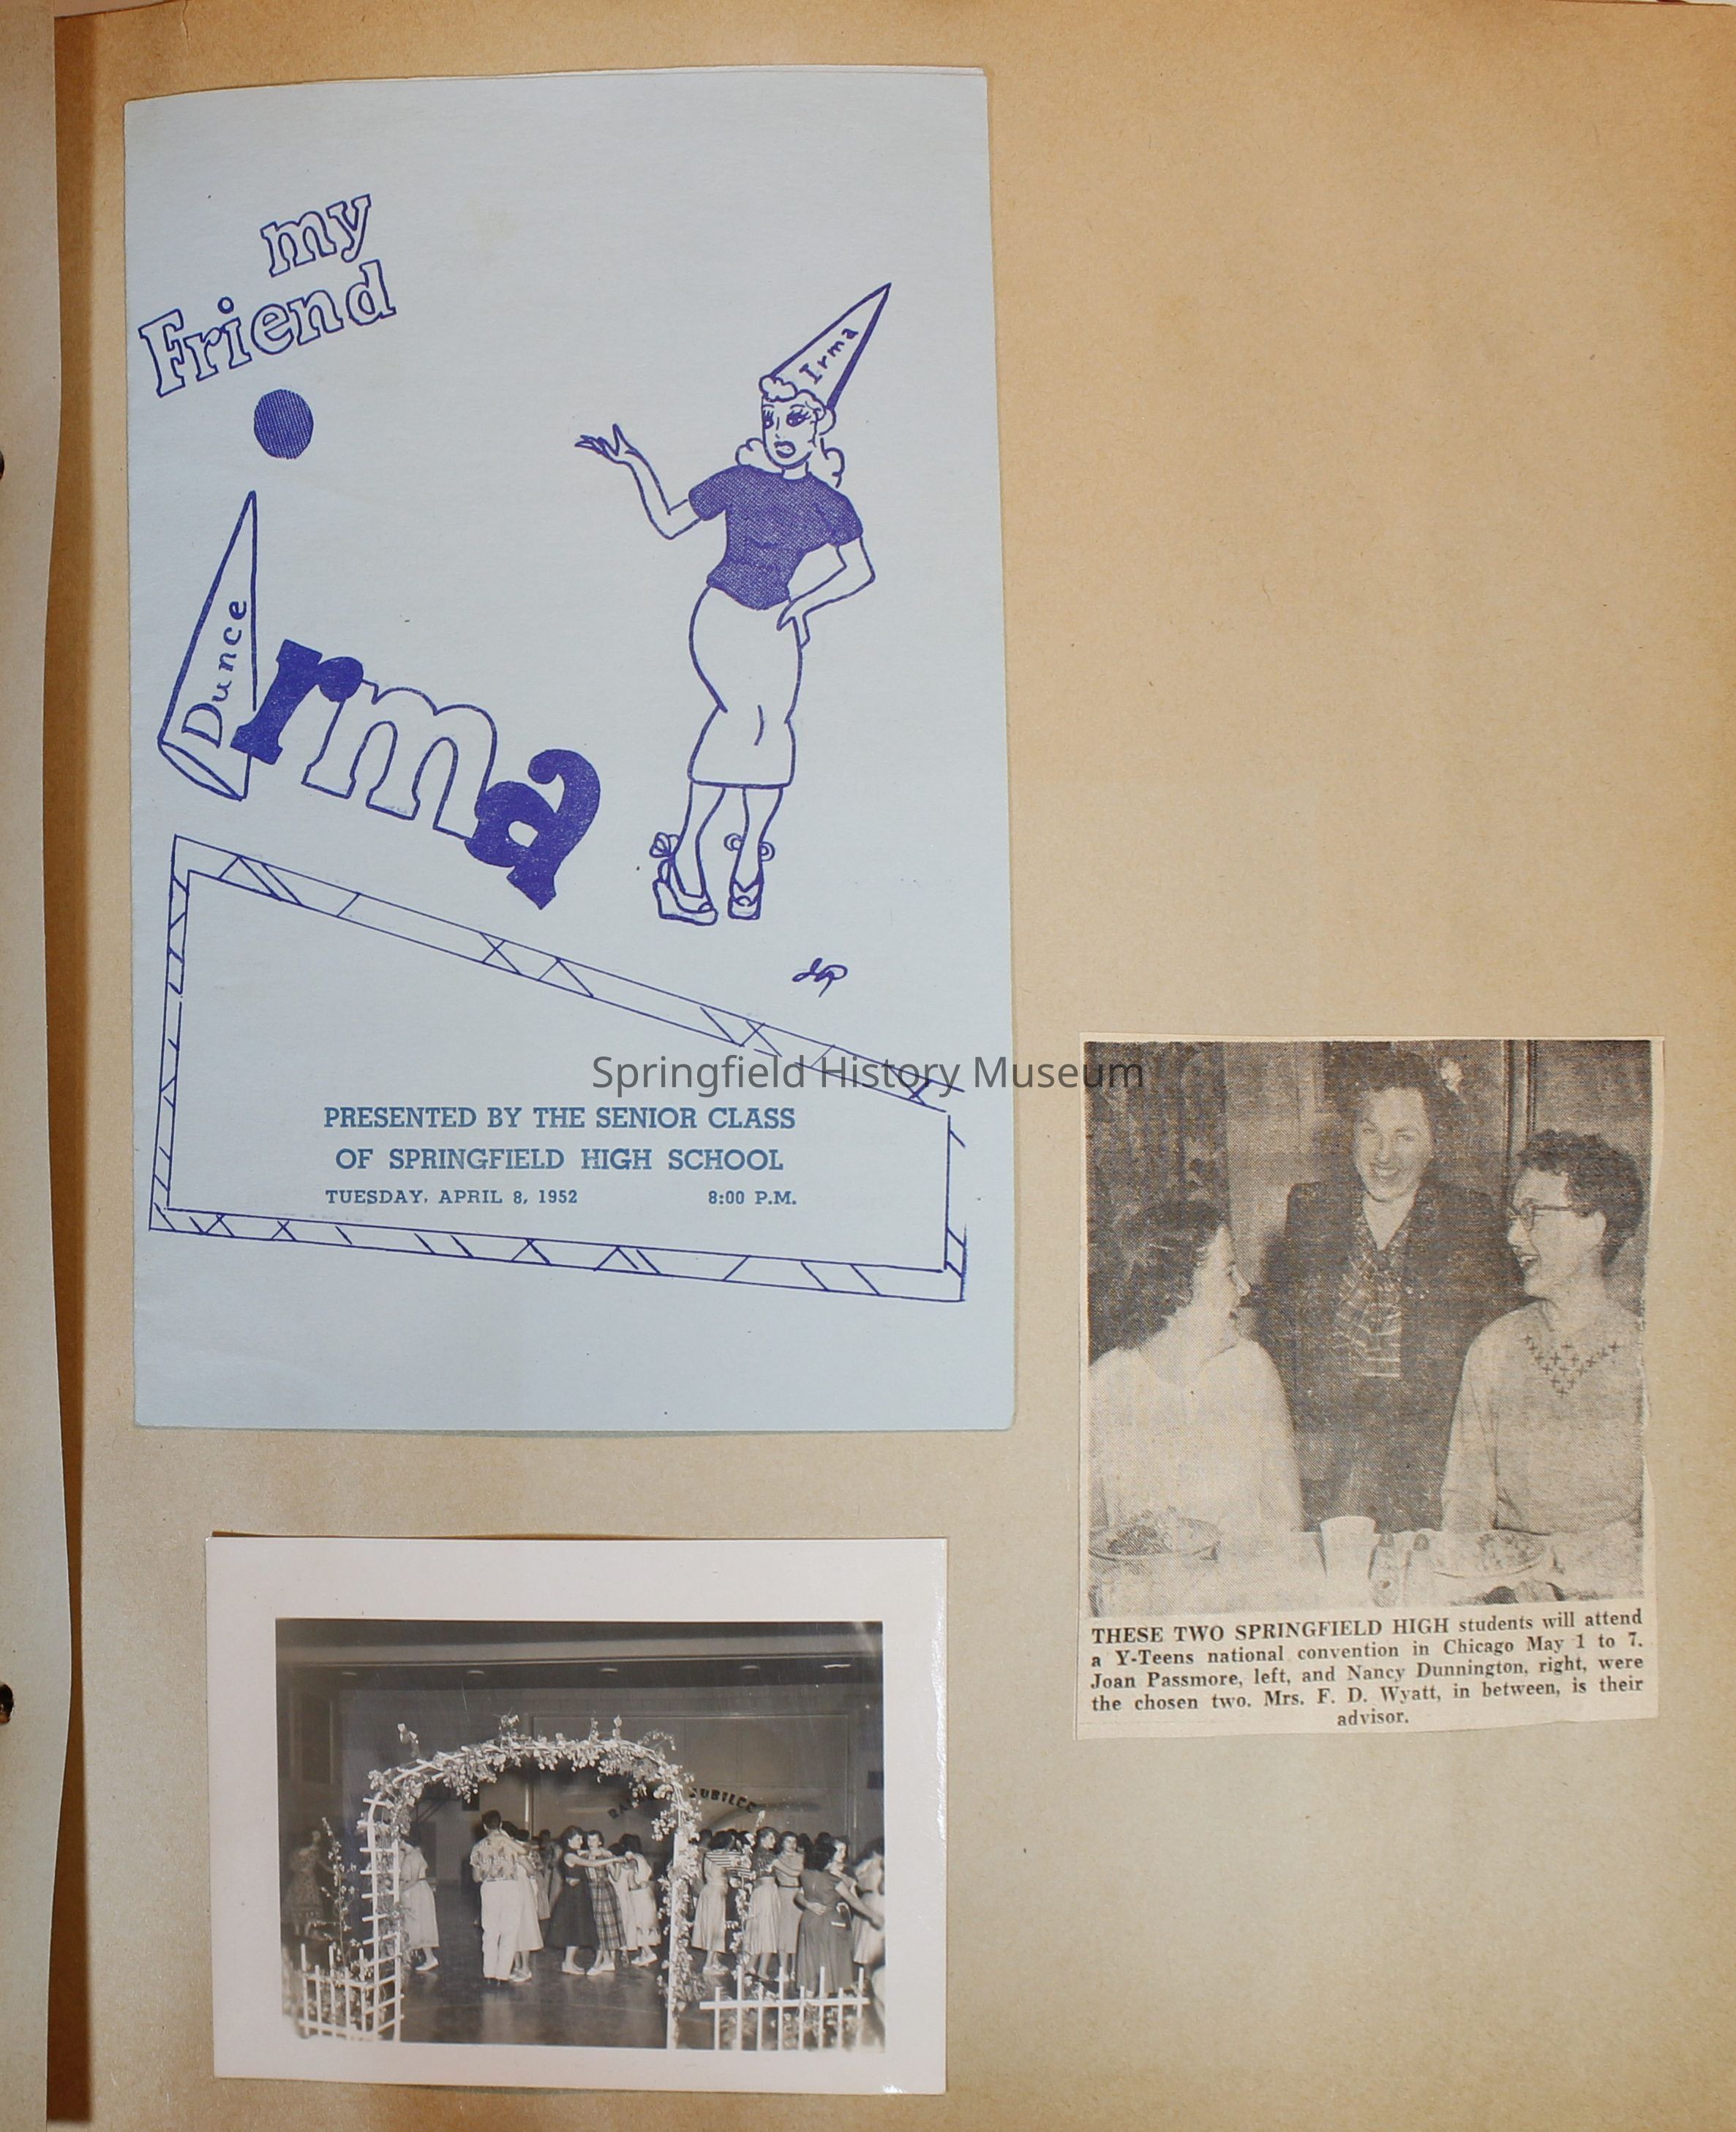 my
Friend
Irma
Dunce
rma
PRESENTED BY THE SENIOR CLASS
OF SPRINGFIELD HIGH SCHOOL
TUESDAY, APRIL 8, 1952 8:00 P.M.
Springfield History Museum
THESE TWO SPRINGFIELD HIGH students will attend
a Y-Teens national convention in Chicago May 1 to 7.
Joan Passmore, left, and Nancy Dunnington, right, were
the chosen two. Mrs. F. D. Wyatt, in between, is their
advisor.
JUBILEE